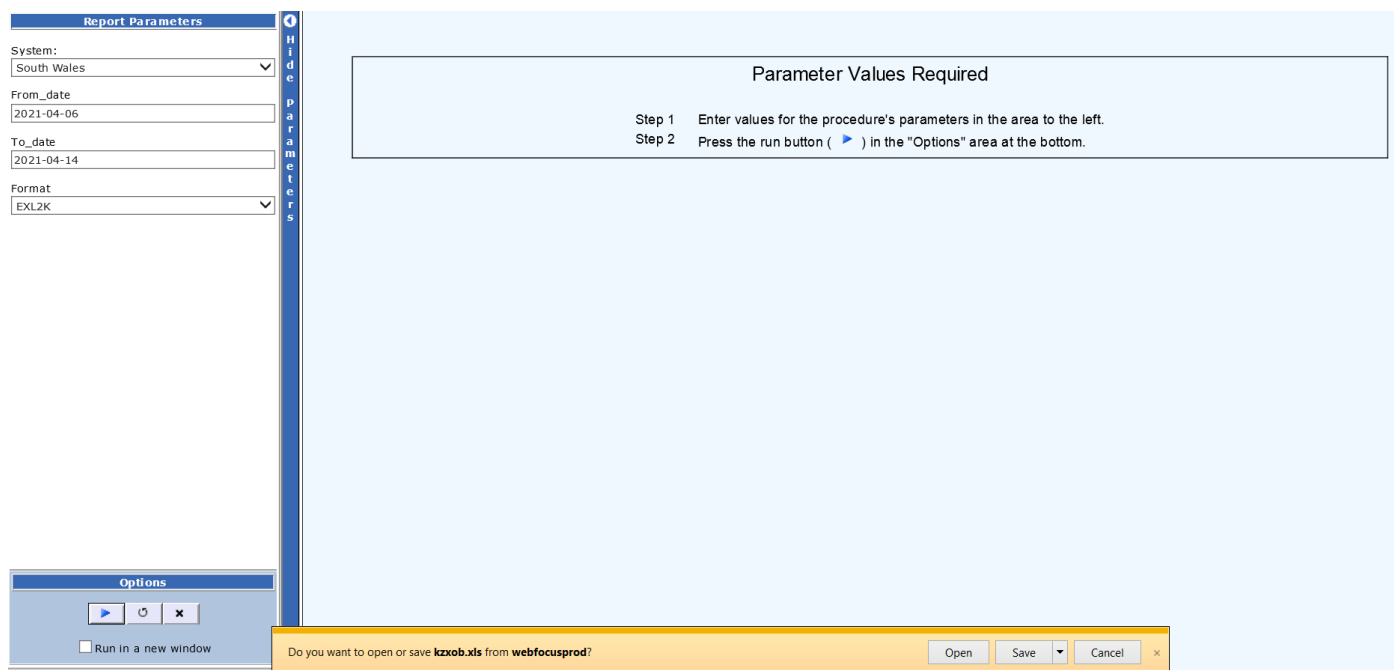 Report Parameters
System:
South Wales
From_date
2021-04-06
To_date
2021-04-14
Format
EXL2K
Hide Parameters
Parameter Values Required
Step 1 Enter values for the procedure's parameters in the area to the left.
Step 2 Press the run button ( ) in the "Options" area at the bottom.
Options
Run in a new window
Do you want to open or save kzxob.xls from webfocusprod?
Open Save Cancel ×